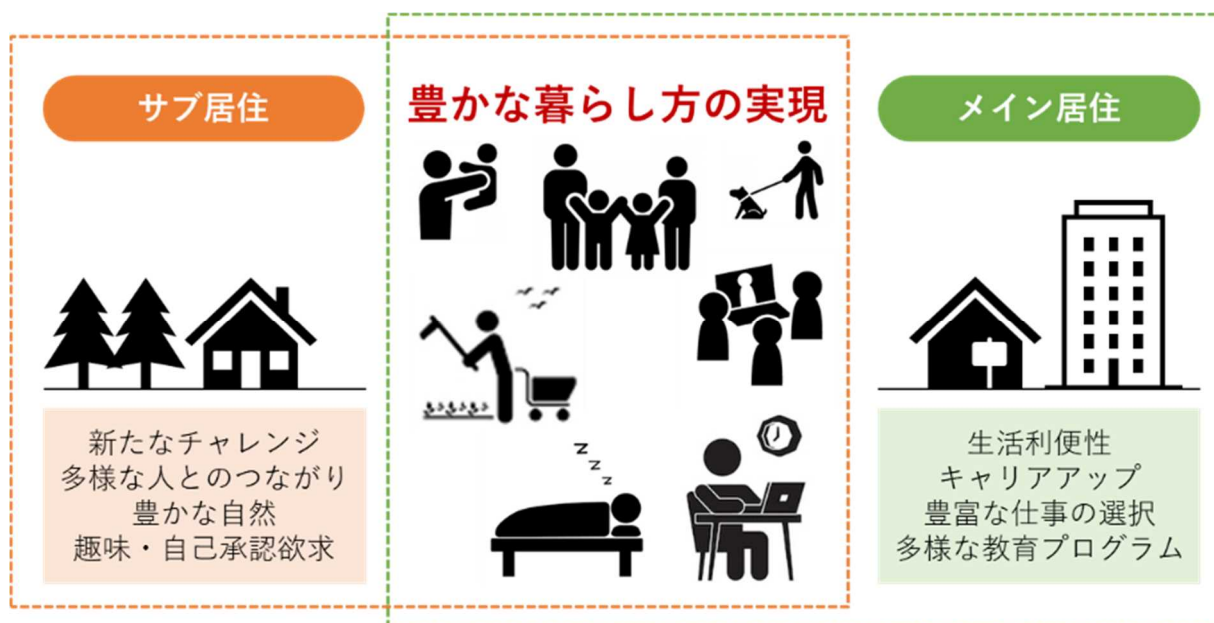 サブ居住
新たなチャレンジ
多様な人とのつながり
豊かな自然
趣味・自己承認欲求
豊かな暮らし方の実現
z
z
z
z
メイン居住
生活利便性
キャリアアップ
豊富な仕事の選択
多様な教育プログラム